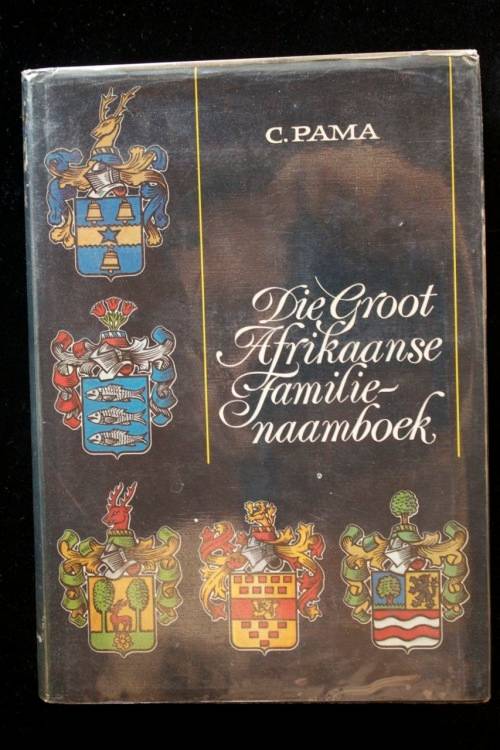 C. PAMA
Die Groot
Afrikaanse
Familie-
naamboek